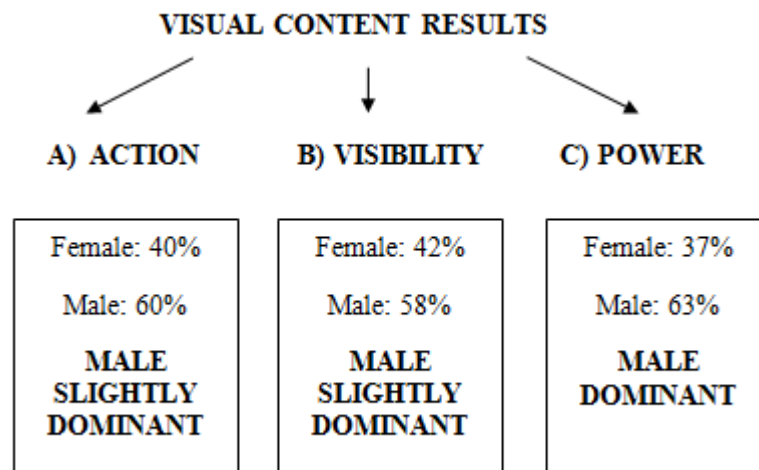 VISUAL CONTENT RESULTS
A) ACTION
B) VISIBILITY
C) POWER
Female: 40%
Male: 60%
MALE
SLIGHTLY
DOMINANT
Female: 42%
Male: 58%
MALE
SLIGHTLY
DOMINANT
Female: 37%
Male: 63%
MALE
DOMINANT